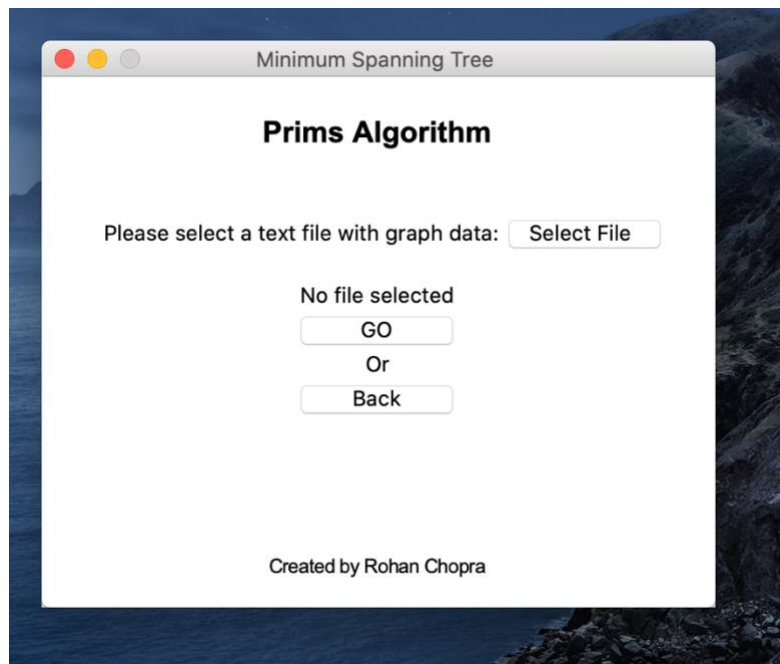 Minimum Spanning Tree
Prims Algorithm
Please select a text file with graph data: Select File
No file selected
GO
Or
Back
Created by Rohan Chopra